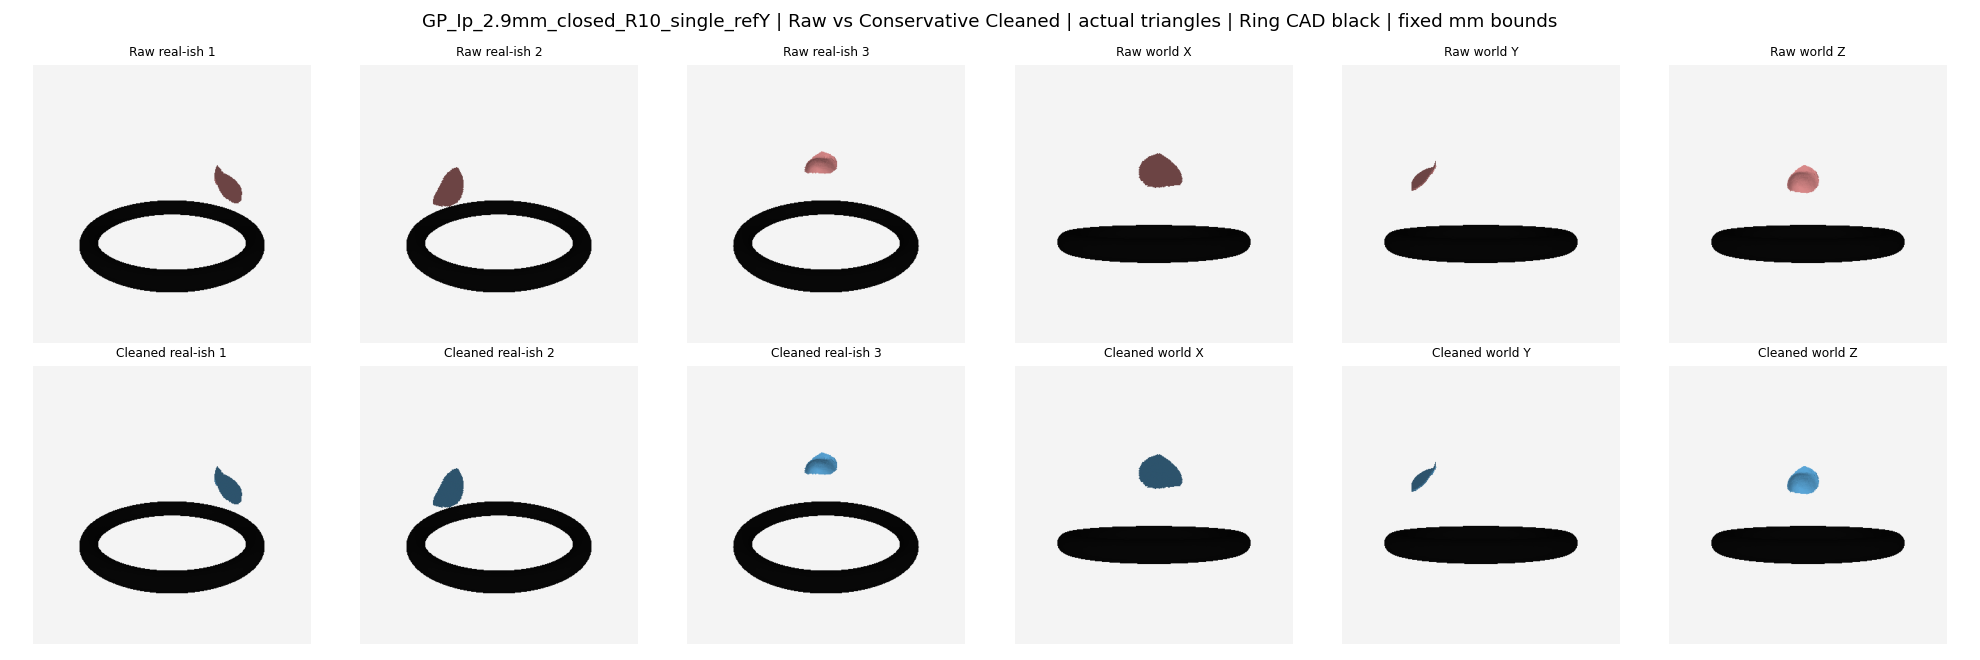 GP_Ip_2.9mm_closed_R10_single_refY | Raw vs Conservative Cleaned | actual triangles | Ring CAD black | fixed mm bounds
Raw real-ish 1
Raw real-ish 2
Raw real-ish 3
Raw world X
Raw world Y
Raw world Z
Cleaned real-ish 1
Cleaned real-ish 2
Cleaned real-ish 3
Cleaned world X
Cleaned world Y
Cleaned world Z